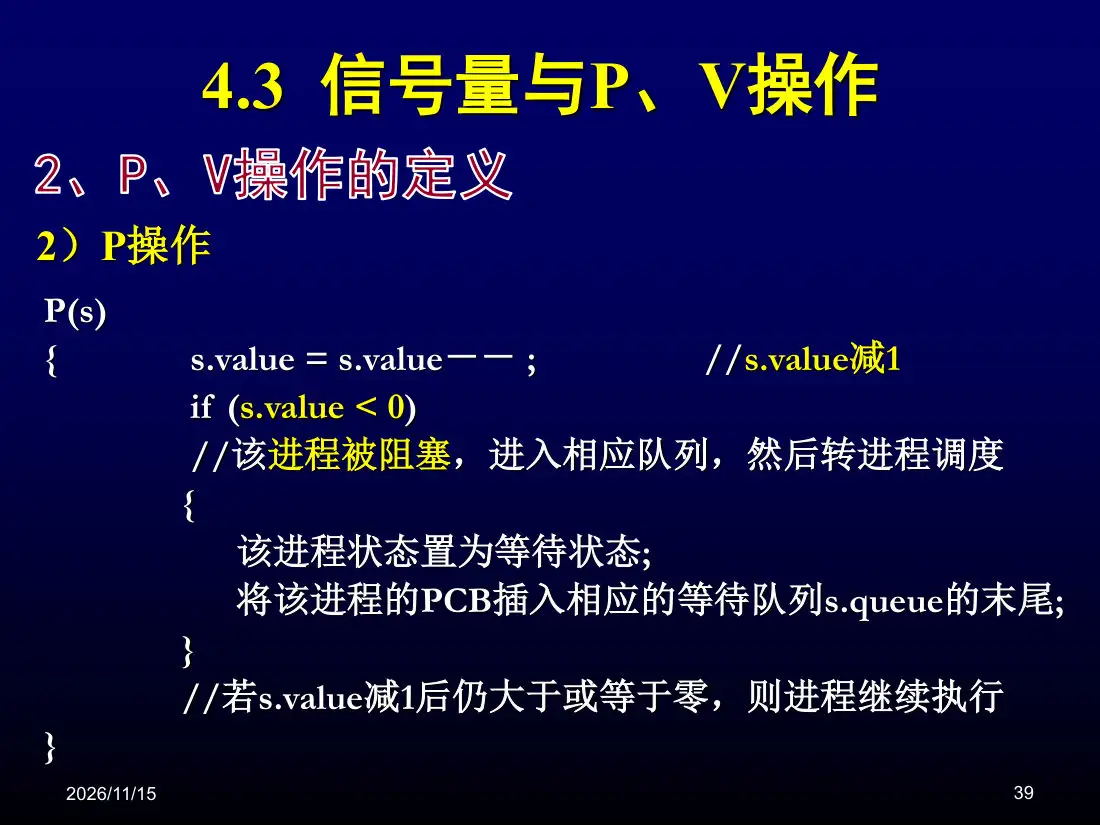 4.3 信号量与P、V操作
2、P、V操作的定义
2）P操作
P(s)
{ s.value = s.value－－ ; //s.value减1
if (s.value < 0)
//该进程被阻塞，进入相应队列，然后转进程调度
{
该进程状态置为等待状态;
将该进程的PCB插入相应的等待队列s.queue的末尾;
}
//若s.value减1后仍大于或等于零，则进程继续执行
}
2026/11/15
39